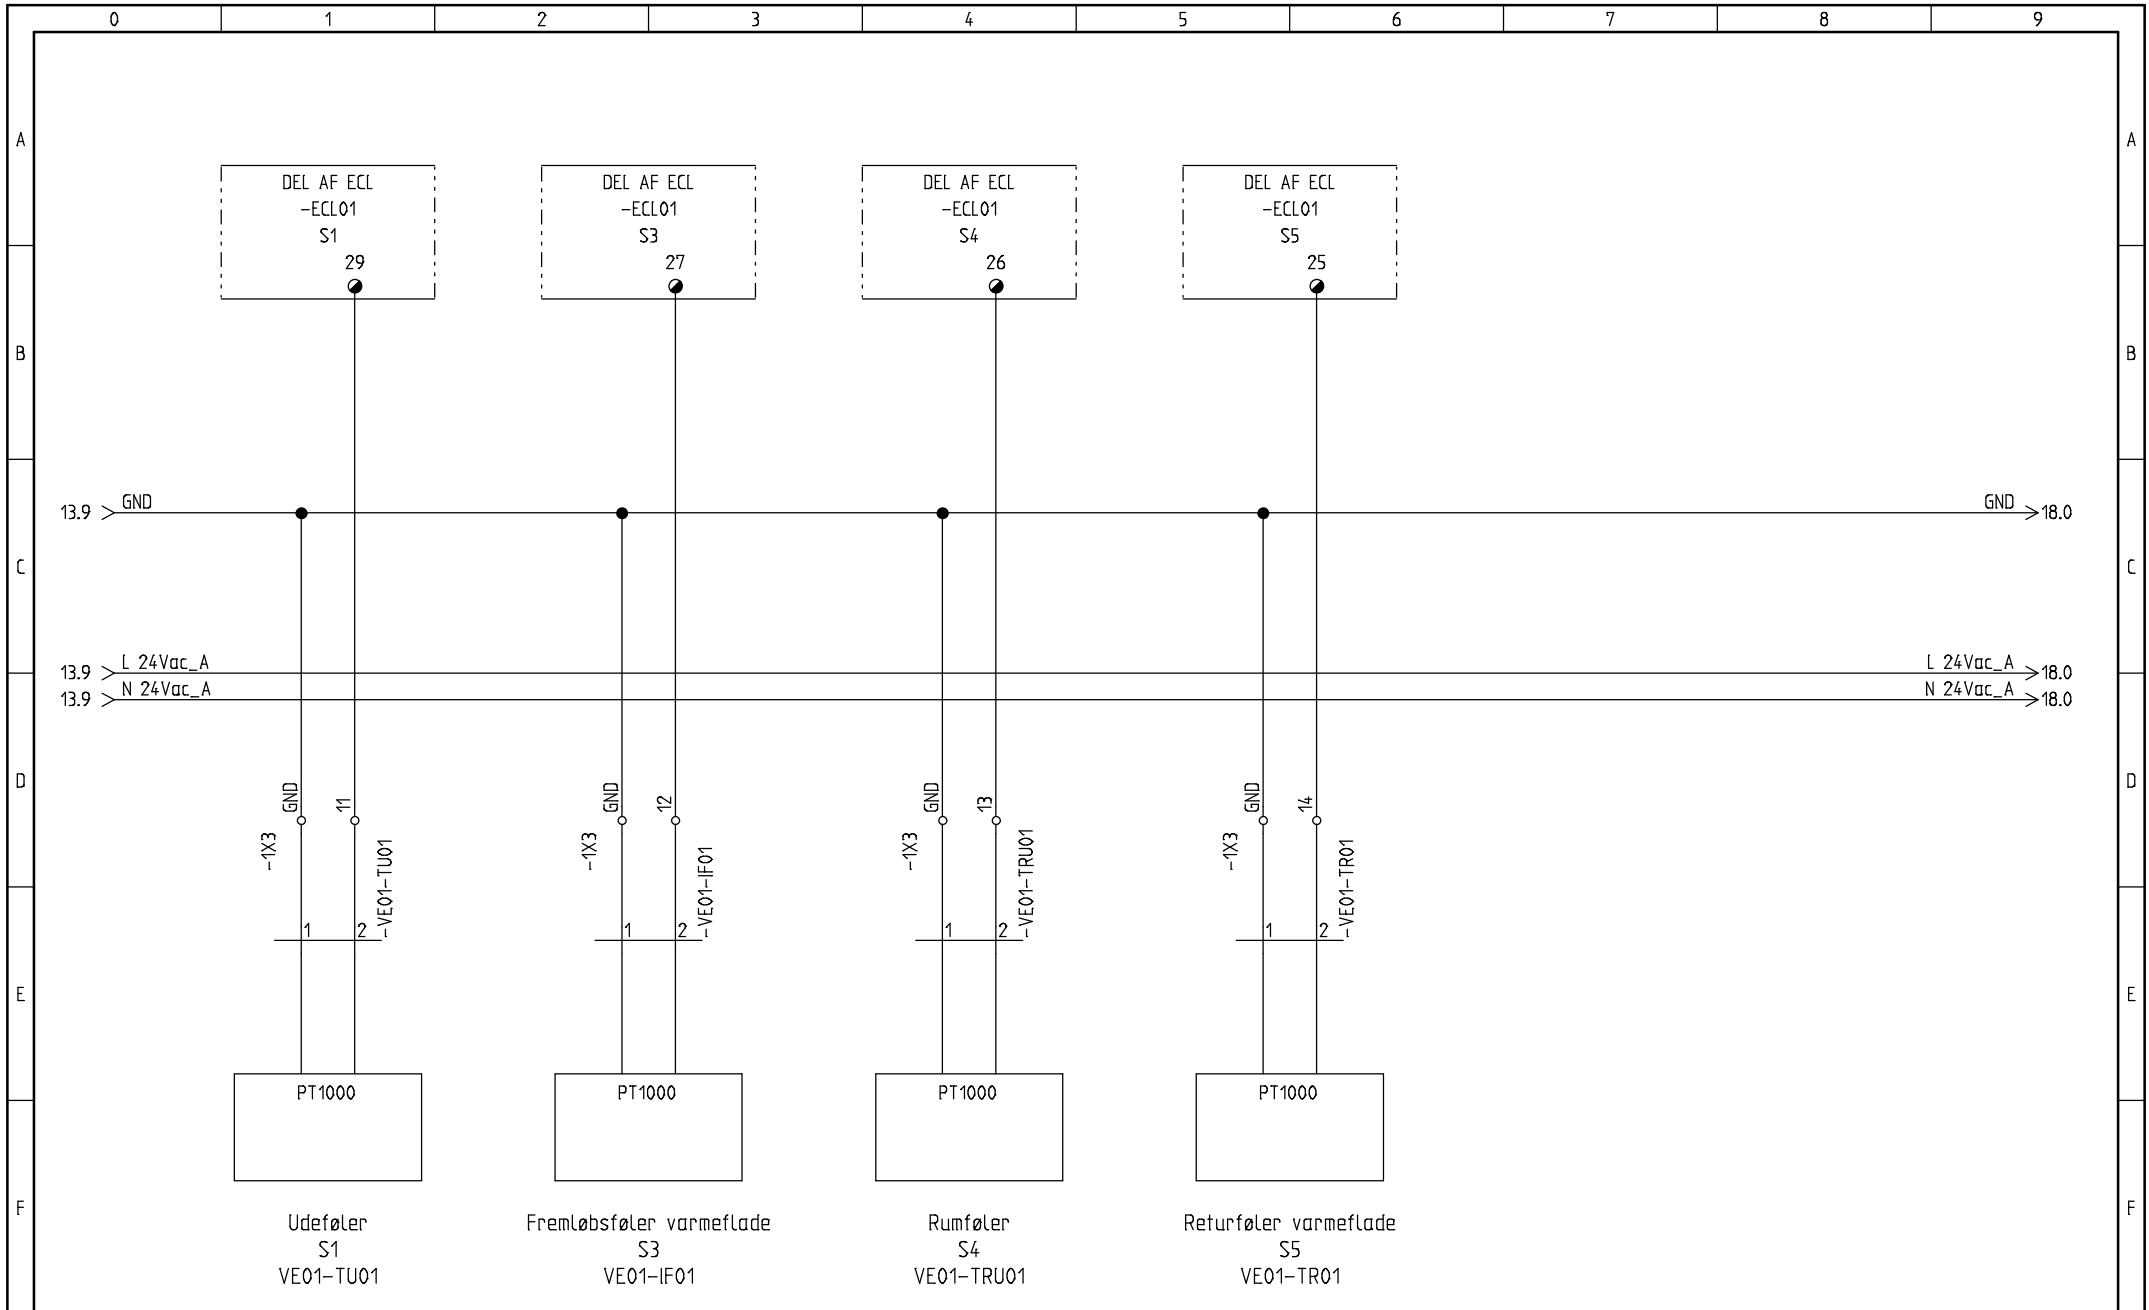 0 1 2 3 4 5 6 7 8 9
A A
DEL AF ECL DEL AF ECL DEL AF ECL DEL AF ECL
-ECL01 -ECL01 -ECL01 -ECL01
S1 S3 S4 S5
29 27 26 25
B B
GND GND
13.9 18.0
C C
L 24Vac_A L 24Vac_A
13.9 18.0
N 24Vac_A N 24Vac_A
13.9 18.0
D D
GND 11 GND 12 GND 13 GND 14
-1X3 -1X3 -1X3 -1X3
-VE01-TU01 -VE01-IF01 -VE01-TRU01 -VE01-TR01
1 2 1 2 1 2 1 2
E E
PT1000 PT1000 PT1000 PT1000
F F
Udeføler Fremløbsføler varmeflade Rumføler Returføler varmeflade
S1 S3 S4 S5
VE01-TU01 VE01-IF01 VE01-TRU01 VE01-TR01